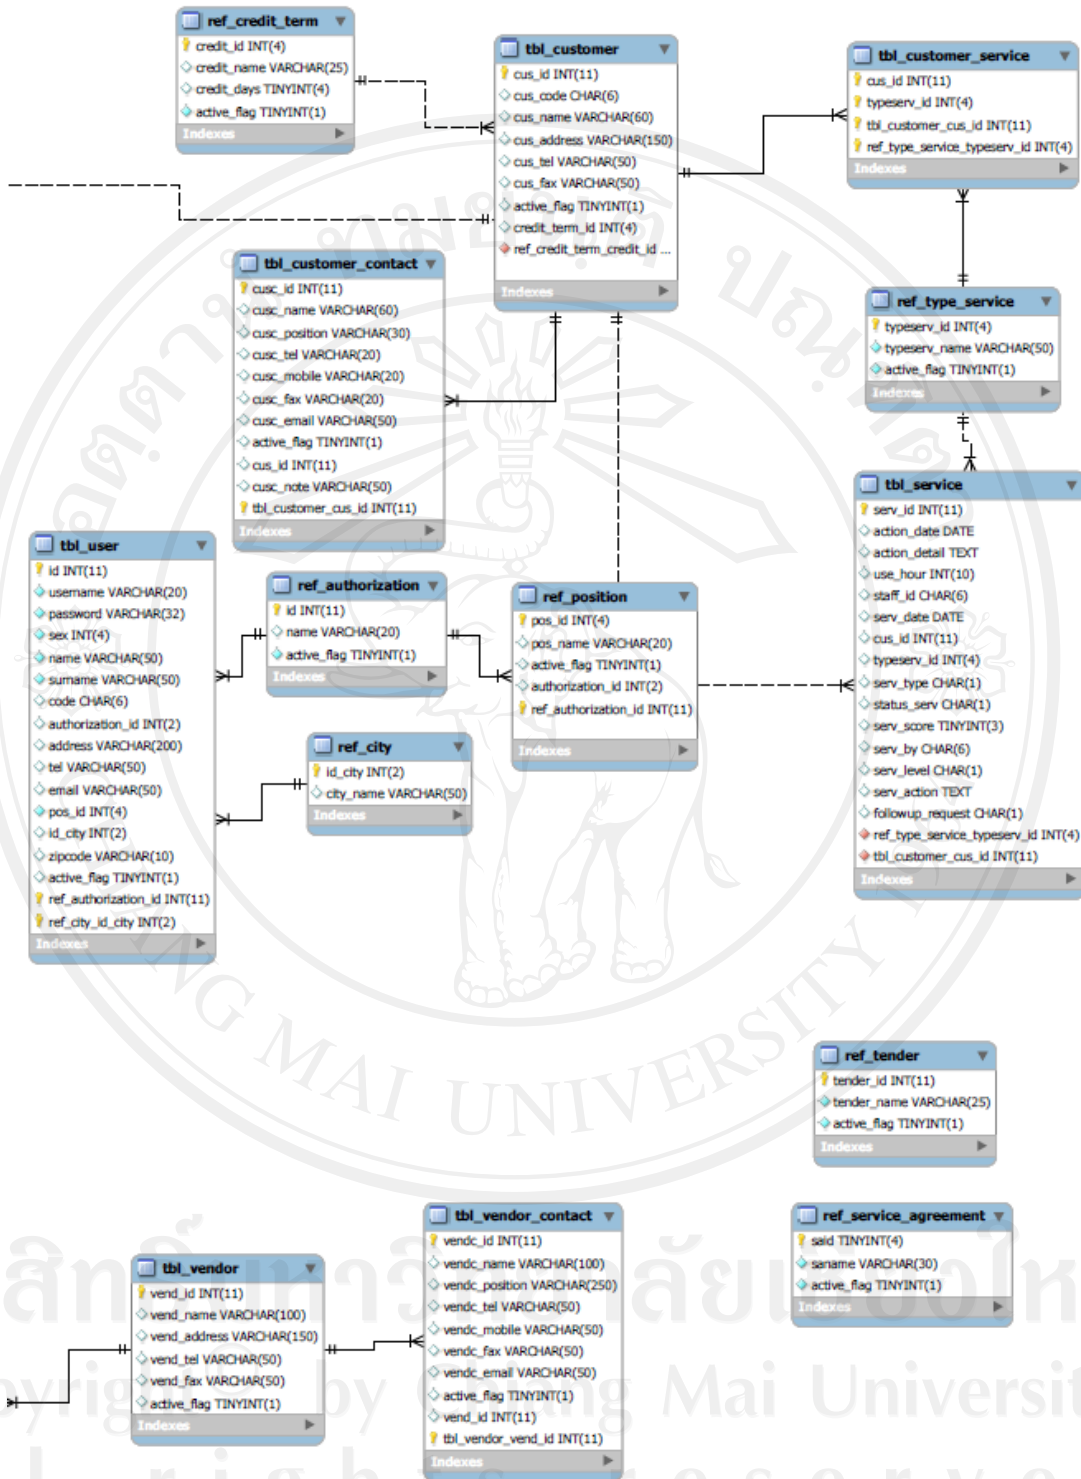 ref_credit_term
credit_id INT(4)
credit_name VARCHAR(25)
credit_days TINYINT(4)
active_flag TINYINT(1)
Indexes
tbl_customer
cus_id INT(11)
cus_code CHAR(6)
cus_name VARCHAR(60)
cus_address VARCHAR(150)
cus_tel VARCHAR(50)
cus_fax VARCHAR(50)
active_flag TINYINT(1)
credit_term_id INT(4)
ref_credit_term_credit_id ...
Indexes
tbl_customer_service
cus_id INT(11)
typeserv_id INT(4)
tbl_customer_cus_id INT(11)
ref_type_service_typeserv_id INT(4)
Indexes
tbl_customer_contact
cusc_id INT(11)
cusc_name VARCHAR(60)
cusc_position VARCHAR(30)
cusc_tel VARCHAR(20)
cusc_mobile VARCHAR(20)
cusc_fax VARCHAR(20)
cusc_email VARCHAR(50)
active_flag TINYINT(1)
cus_id INT(11)
cusc_note VARCHAR(50)
tbl_customer_cus_id INT(11)
Indexes
ref_type_service
typeserv_id INT(4)
typeserv_name VARCHAR(50)
active_flag TINYINT(1)
Indexes
tbl_service
serv_id INT(11)
action_date DATE
action_detail TEXT
use_hour INT(10)
staff_id CHAR(6)
serv_date DATE
cus_id INT(11)
typeserv_id INT(4)
serv_type CHAR(1)
status_serv CHAR(1)
serv_score TINYINT(3)
serv_by CHAR(6)
serv_level CHAR(1)
serv_action TEXT
followup_request CHAR(1)
ref_type_service_typeserv_id INT(4)
tbl_customer_cus_id INT(11)
Indexes
tbl_user
id INT(11)
username VARCHAR(20)
password VARCHAR(32)
sex INT(4)
name VARCHAR(50)
surname VARCHAR(50)
code CHAR(6)
authorization_id INT(2)
address VARCHAR(200)
tel VARCHAR(50)
email VARCHAR(50)
pos_id INT(4)
id_city INT(2)
zipcode VARCHAR(10)
active_flag TINYINT(1)
ref_authorization_id INT(11)
ref_city_id_city INT(2)
Indexes
ref_authorization
id INT(11)
name VARCHAR(20)
active_flag TINYINT(1)
Indexes
ref_position
pos_id INT(4)
pos_name VARCHAR(20)
active_flag TINYINT(1)
authorization_id INT(2)
ref_authorization_id INT(11)
Indexes
ref_city
id_city INT(2)
city_name VARCHAR(50)
Indexes
MAI UNIVERSITY
ref_tender
tender_id INT(11)
tender_name VARCHAR(25)
active_flag TINYINT(1)
Indexes
ref_service_agreement
said TINYINT(4)
saname VARCHAR(30)
active_flag TINYINT(1)
Indexes
tbl_vendor
vend_id INT(11)
vend_name VARCHAR(100)
vend_address VARCHAR(150)
vend_tel VARCHAR(50)
vend_fax VARCHAR(50)
active_flag TINYINT(1)
Indexes
tbl_vendor_contact
vendc_id INT(11)
vendc_name VARCHAR(100)
vendc_position VARCHAR(250)
vendc_tel VARCHAR(50)
vendc_mobile VARCHAR(50)
vendc_fax VARCHAR(50)
vendc_email VARCHAR(50)
active_flag TINYINT(1)
vend_id INT(11)
tbl_vendor_vend_id INT(11)
Indexes
by Chiang Mai Universit